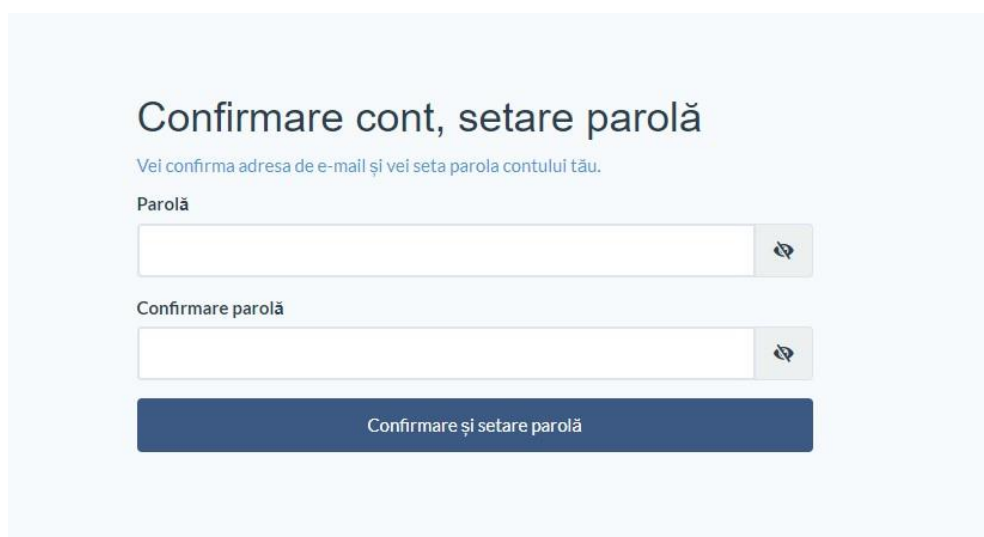 Confirmare cont, setare parolă
Vei confirma adresa de e-mail și vei seta parola contului tău.
Parolă
Confirmare parolă
Confirmare și setare parolă